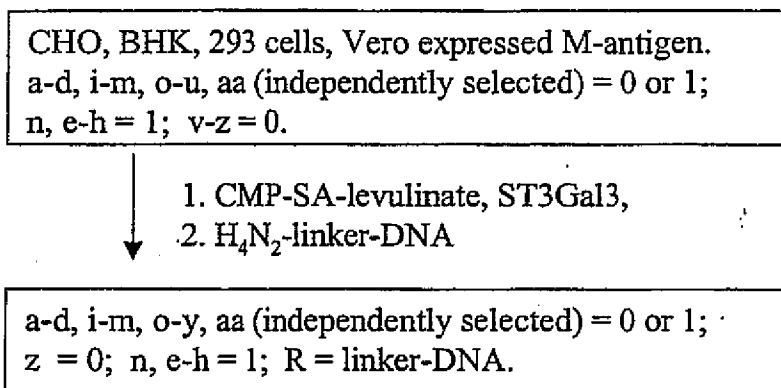 CHO, BHK, 293 cells, Vero expressed M-antigen.
a-d, i-m, o-u, aa (independently selected) = 0 or 1;
n, e-h = 1; v-z = 0.
1. CMP-SA-levulinate, ST3Gal3,
2. H₄N₂-linker-DNA
a-d, i-m, o-y, aa (independently selected) = 0 or 1;
z = 0; n, e-h = 1; R = linker-DNA.